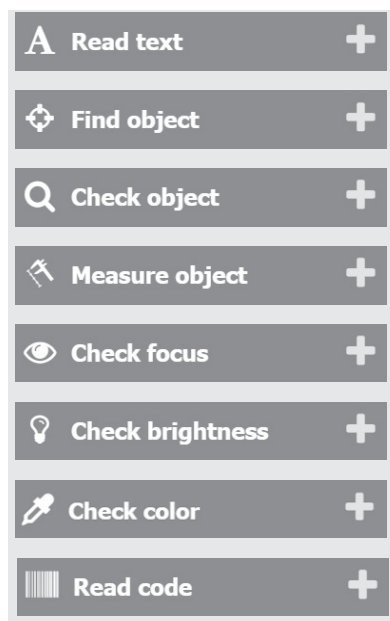 Read text
Find object
Check object
Measure object
Check focus
Check brightness
Check color
Read code